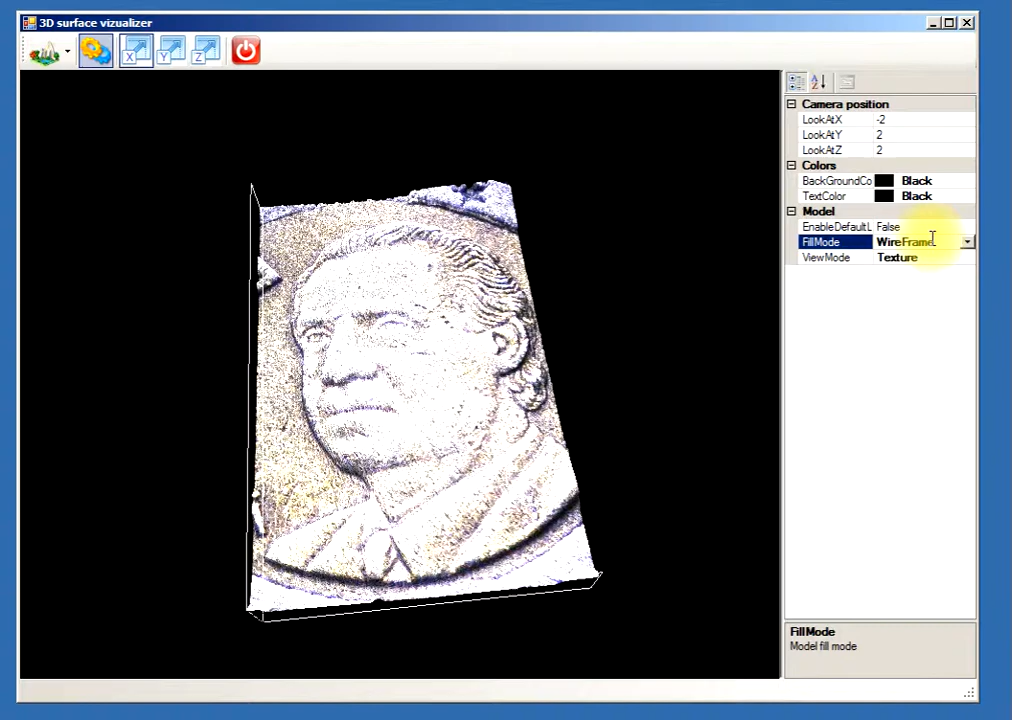 3D surface vizualizer
X Y Z
A Z
Camera position
LookAtX -2
LookAtY 2
LookAtZ 2
Colors
BackGroundCo Black
TextColor Black
Model
EnableDefaultL False
FillMode WireFrame
ViewMode Texture
FillMode
Model fill mode